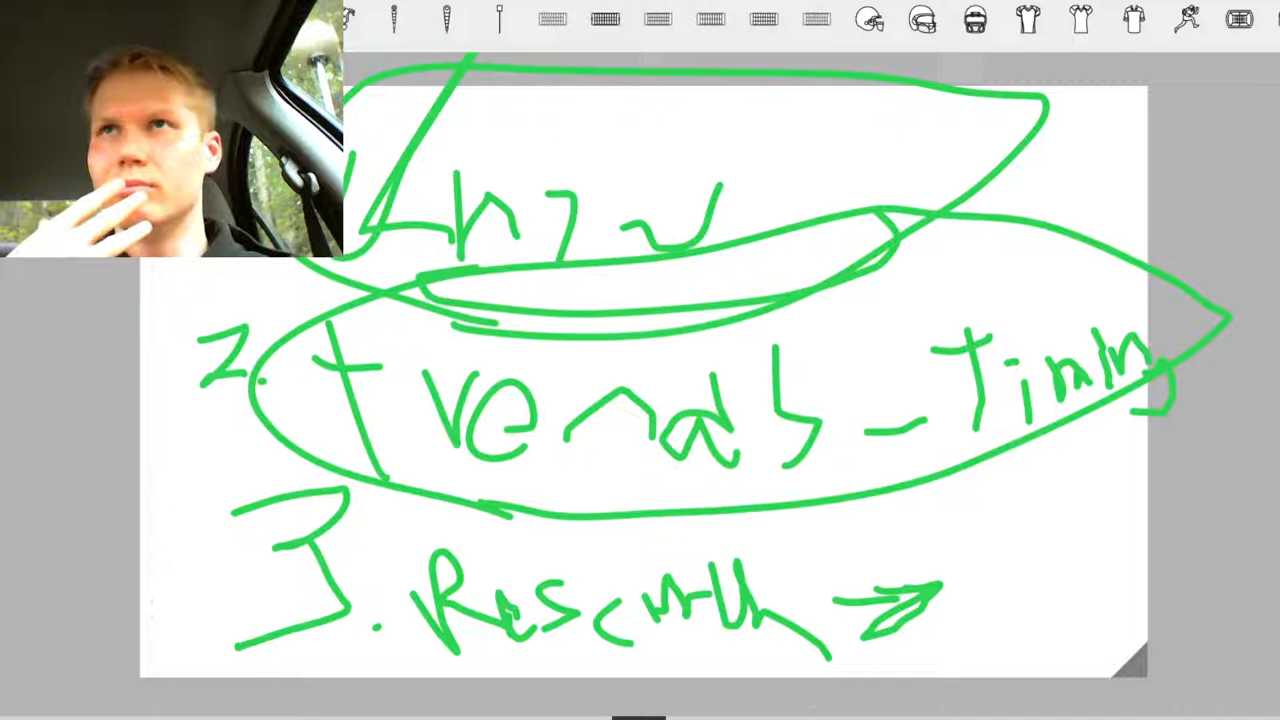 2. trends - Timing
3. Research →